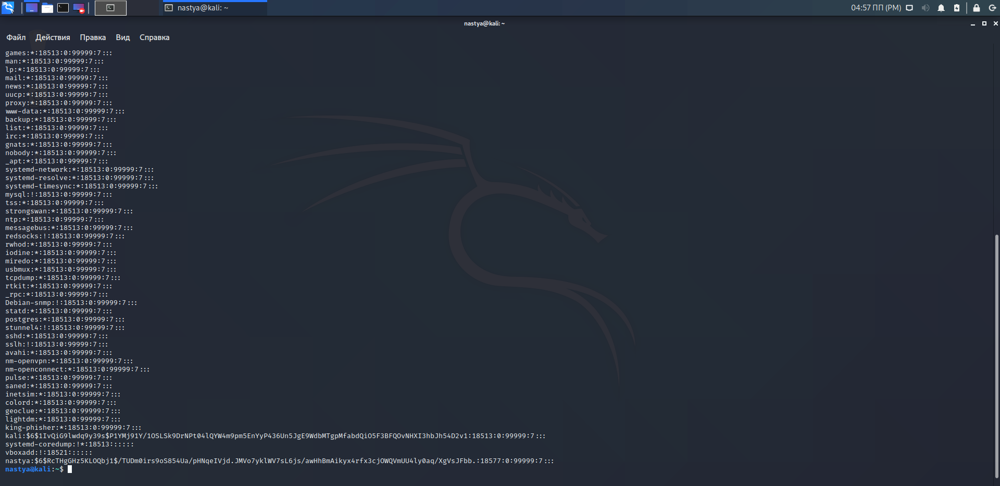 nastya@kali: ~
04:57 ПП (PM)
nastya@kali: ~
Файл Действия Правка Вид Справка
games:*:18513:0:99999:7:::
man:*:18513:0:99999:7:::
lp:*:18513:0:99999:7:::
mail:*:18513:0:99999:7:::
news:*:18513:0:99999:7:::
uucp:*:18513:0:99999:7:::
proxy:*:18513:0:99999:7:::
www-data:*:18513:0:99999:7:::
backup:*:18513:0:99999:7:::
list:*:18513:0:99999:7:::
irc:*:18513:0:99999:7:::
gnats:*:18513:0:99999:7:::
nobody:*:18513:0:99999:7:::
_apt:*:18513:0:99999:7:::
systemd-network:*:18513:0:99999:7:::
systemd-resolve:*:18513:0:99999:7:::
systemd-timesync:*:18513:0:99999:7:::
mysql:!:18513:0:99999:7:::
tss:*:18513:0:99999:7:::
strongswan:*:18513:0:99999:7:::
ntp:*:18513:0:99999:7:::
messagebus:*:18513:0:99999:7:::
redsocks:!:18513:0:99999:7:::
rwhod:*:18513:0:99999:7:::
iodine:*:18513:0:99999:7:::
miredo:*:18513:0:99999:7:::
usbmux:*:18513:0:99999:7:::
tcpdump:*:18513:0:99999:7:::
rtkit:*:18513:0:99999:7:::
_rpc:*:18513:0:99999:7:::
Debian-snmp:!:18513:0:99999:7:::
statd:*:18513:0:99999:7:::
postgres:*:18513:0:99999:7:::
stunnel4:!:18513:0:99999:7:::
sshd:*:18513:0:99999:7:::
sslh:!:18513:0:99999:7:::
avahi:*:18513:0:99999:7:::
nm-openvpn:*:18513:0:99999:7:::
nm-openconnect:*:18513:0:99999:7:::
pulse:*:18513:0:99999:7:::
saned:*:18513:0:99999:7:::
inetsim:*:18513:0:99999:7:::
colord:*:18513:0:99999:7:::
geoclue:*:18513:0:99999:7:::
lightdm:*:18513:0:99999:7:::
king-phisher:*:18513:0:99999:7:::
kali:$6$1IvQiG9lwdq9y39s$P1YMj91Y/1OSLSk9DrNPt04lQYW4m9pm5EnYyP436Un5JgE9WdbMTgpMfabdQiO5F3BFQOvNHXI3hbJh54D2v1:18513:0:99999:7:::
systemd-coredump:!*:18513::::::
vboxadd:!:18521::::::
nastya:$6$RcTHgGHz5KLOQbj1$/TUDm0irs9oS854Ua/pHNqeIVjd.JMVo7yklWV7sL6js/awHhBmAikyx4rfx3cjOWQVmUU4ly0aq/XgVsJFbb.:18577:0:99999:7:::
nastya@kali:~$